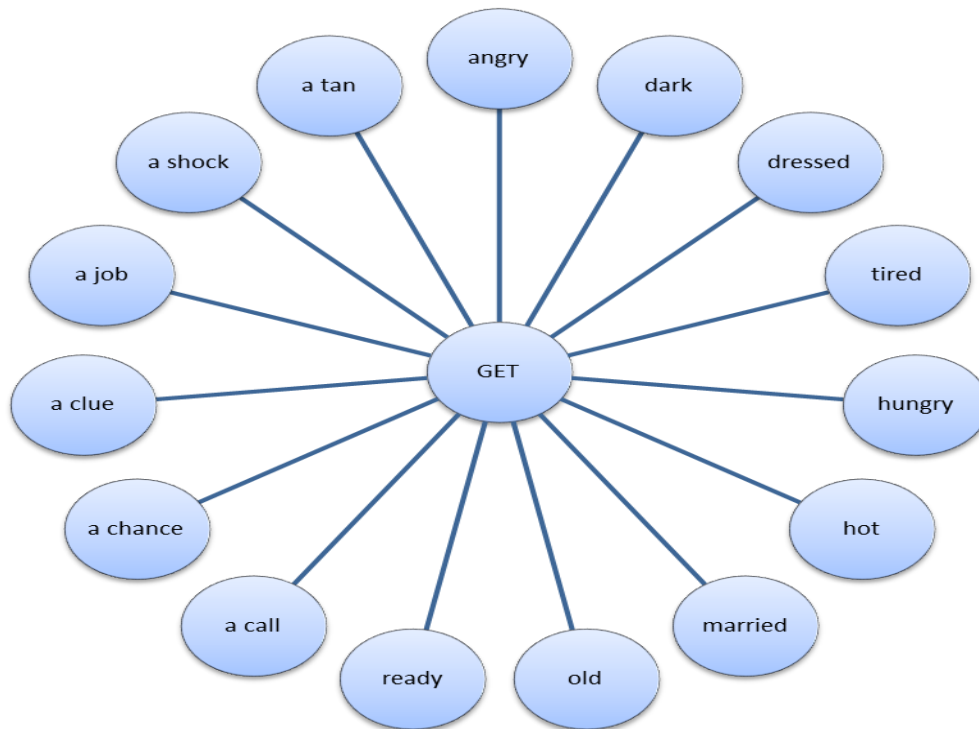 angry
a tan
dark
a shock
dressed
a job
tired
GET
a clue
hungry
a chance
hot
a call
married
ready
old